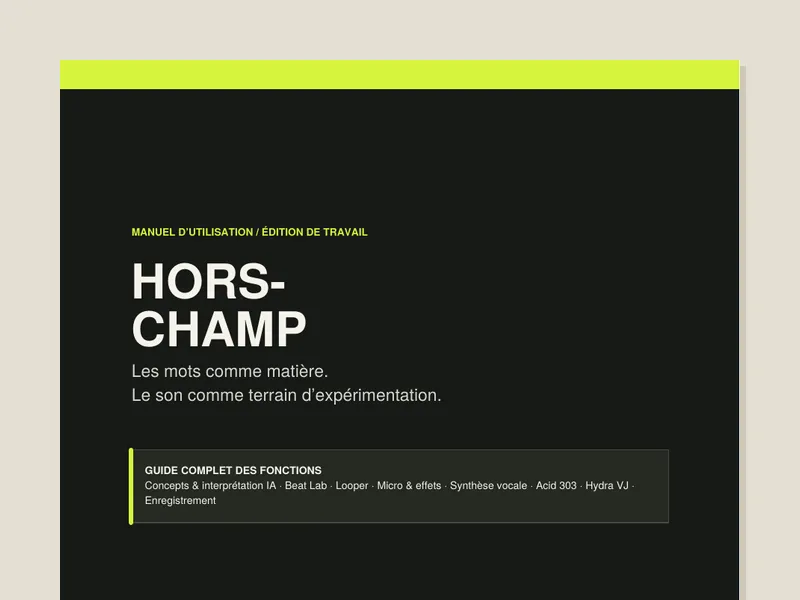 MANUEL D’UTILISATION / ÉDITION DE TRAVAIL
HORS-
CHAMP
Les mots comme matière.
Le son comme terrain d’expérimentation.
GUIDE COMPLET DES FONCTIONS
Concepts & interprétation IA · Beat Lab · Looper · Micro & effets · Synthèse vocale · Acid 303 · Hydra VJ ·
Enregistrement